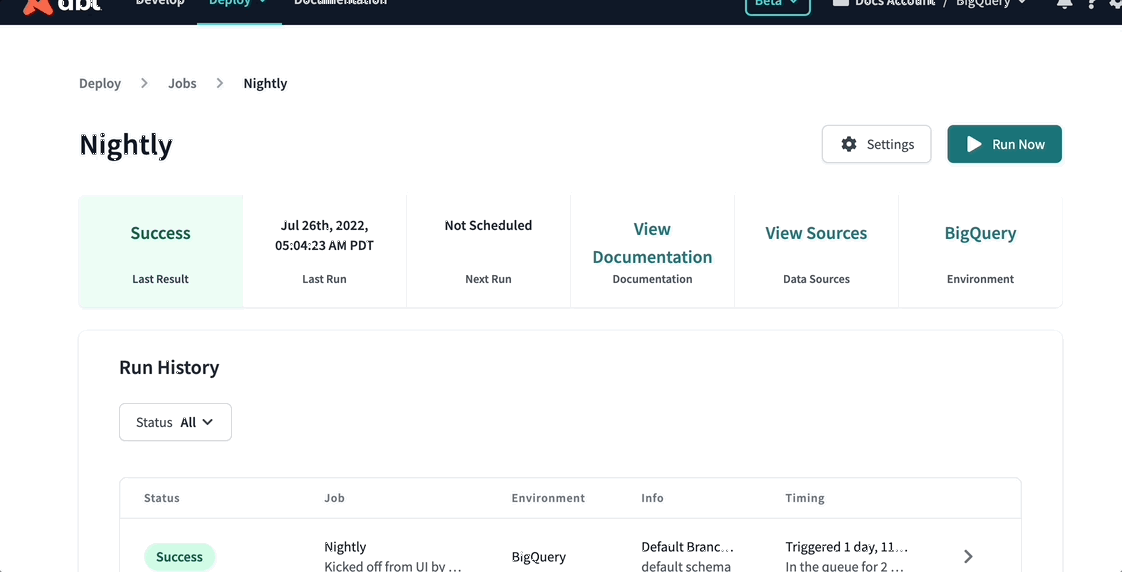 dbt
Develop
Deploy
Documentation
Beta
Docs Account / BigQuery
Deploy > Jobs > Nightly
Nightly
Settings
Run Now
Success
Last Result
Jul 26th, 2022,
05:04:23 AM PDT
Last Run
Not Scheduled
Next Run
View
Documentation
Documentation
View Sources
Data Sources
BigQuery
Environment
Run History
Status All
Status Job Environment Info Timing
Success
Nightly
Kicked off from UI by ...
BigQuery
Default Branc...
default schema
Triggered 1 day, 11...
In the queue for 2 ...